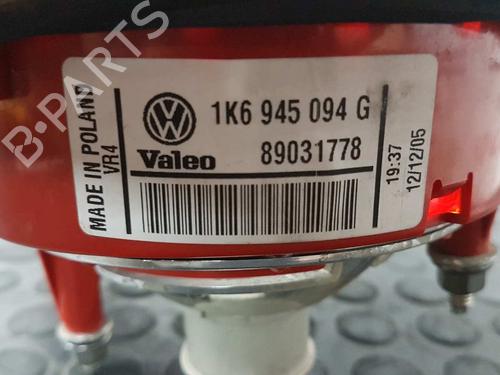 MADE IN POLAND
VR4
1K6 945 094 G
Valeo
89031778
19:37
12/12/05
B-PARTS